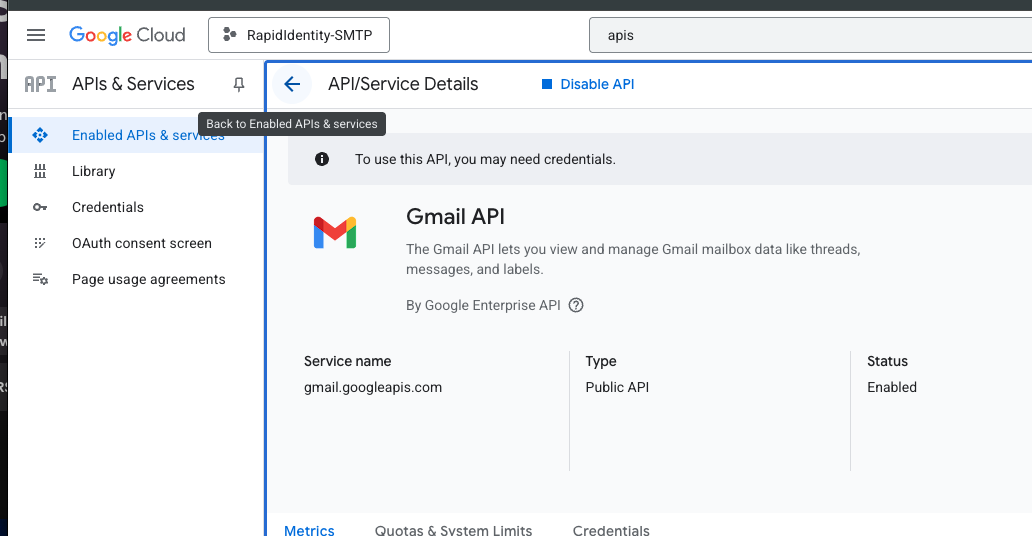 Google Cloud
RapidIdentity-SMTP
apis
API APIs & Services
API/Service Details
Disable API
Back to Enabled APIs & services
Enabled APIs & services
Library
Credentials
OAuth consent screen
Page usage agreements
To use this API, you may need credentials.
Gmail API
The Gmail API lets you view and manage Gmail mailbox data like threads,
messages, and labels.
By Google Enterprise API
Service name
gmail.googleapis.com
Type
Public API
Status
Enabled
Metrics
Quotas & System Limits
Credentials